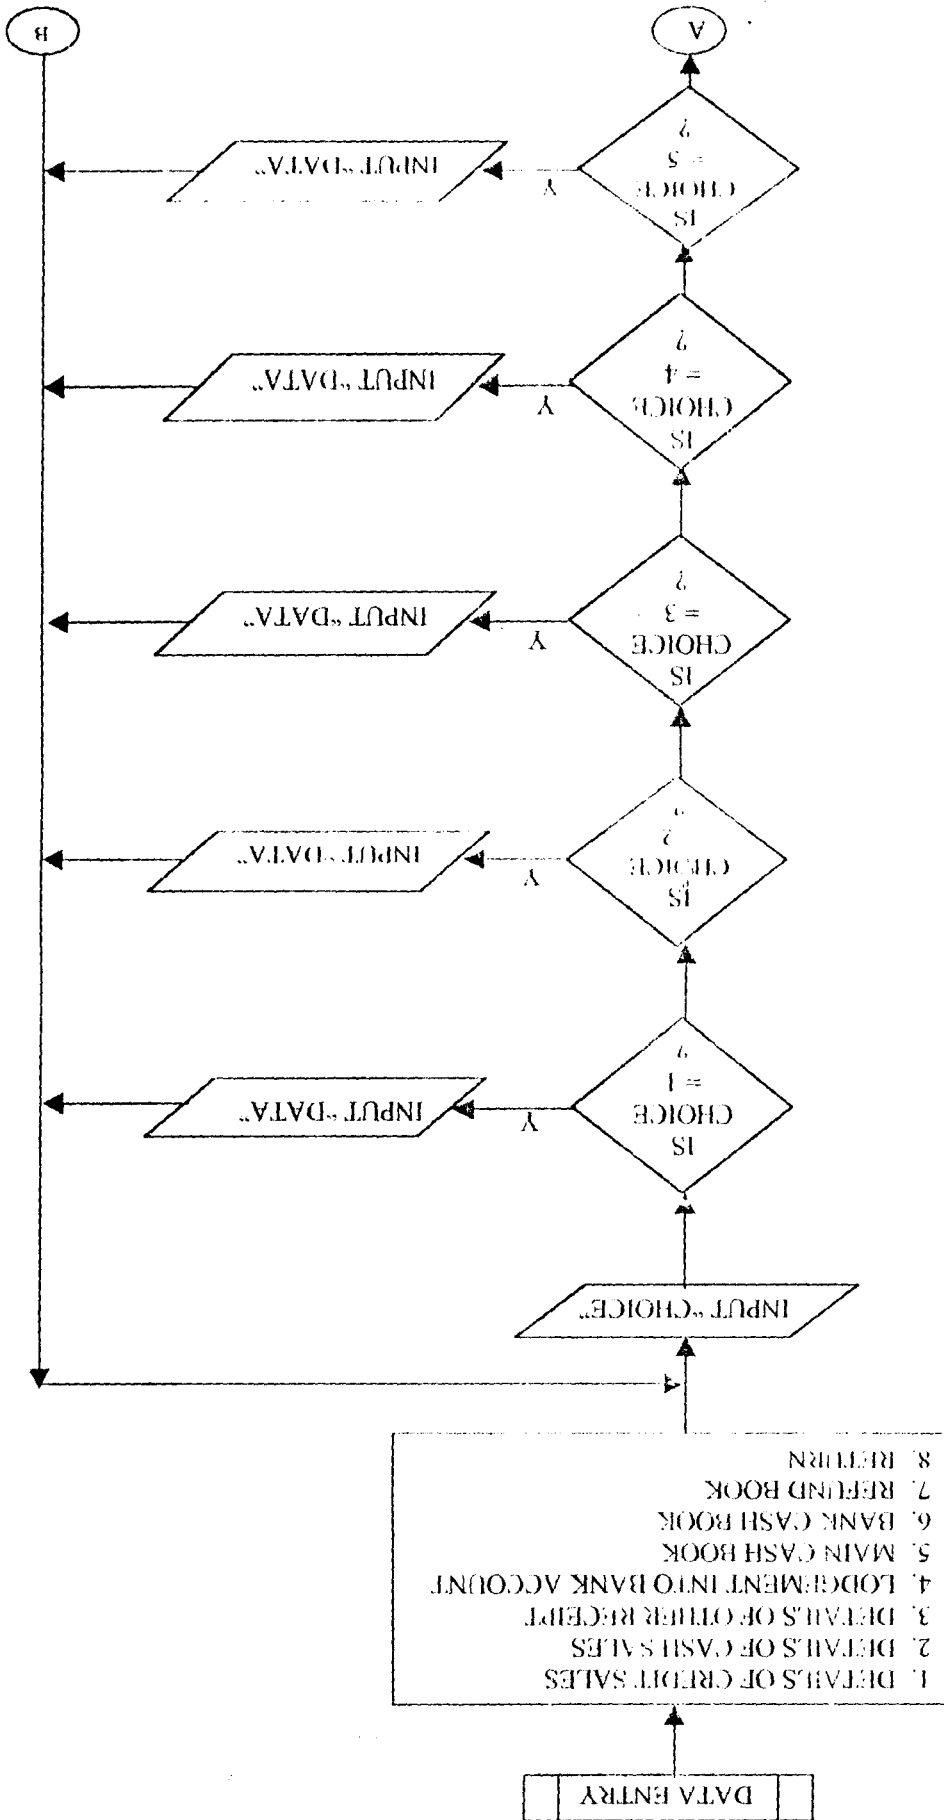 DATA ENTRY
1. DETAILS OF CREDIT SALES
2. DETAILS OF CASH SALES
3. DETAILS OF OTHER RECEIPT
4. LODGEMENT INTO BANK ACCOUNT
5. MAIN CASH BOOK
6. BANK CASH BOOK
7. REFUND BOOK
8. RETURN
INPUT "CHOICE"
IS
CHOICE
= 1
?
Y
INPUT "DATA"
IS
CHOICE
2
?
Y
INPUT "DATA"
IS
CHOICE
= 3
?
Y
INPUT "DATA"
IS
CHOICE
= 4
?
Y
INPUT "DATA"
IS
CHOICE
= 5
?
Y
INPUT "DATA"
A
B